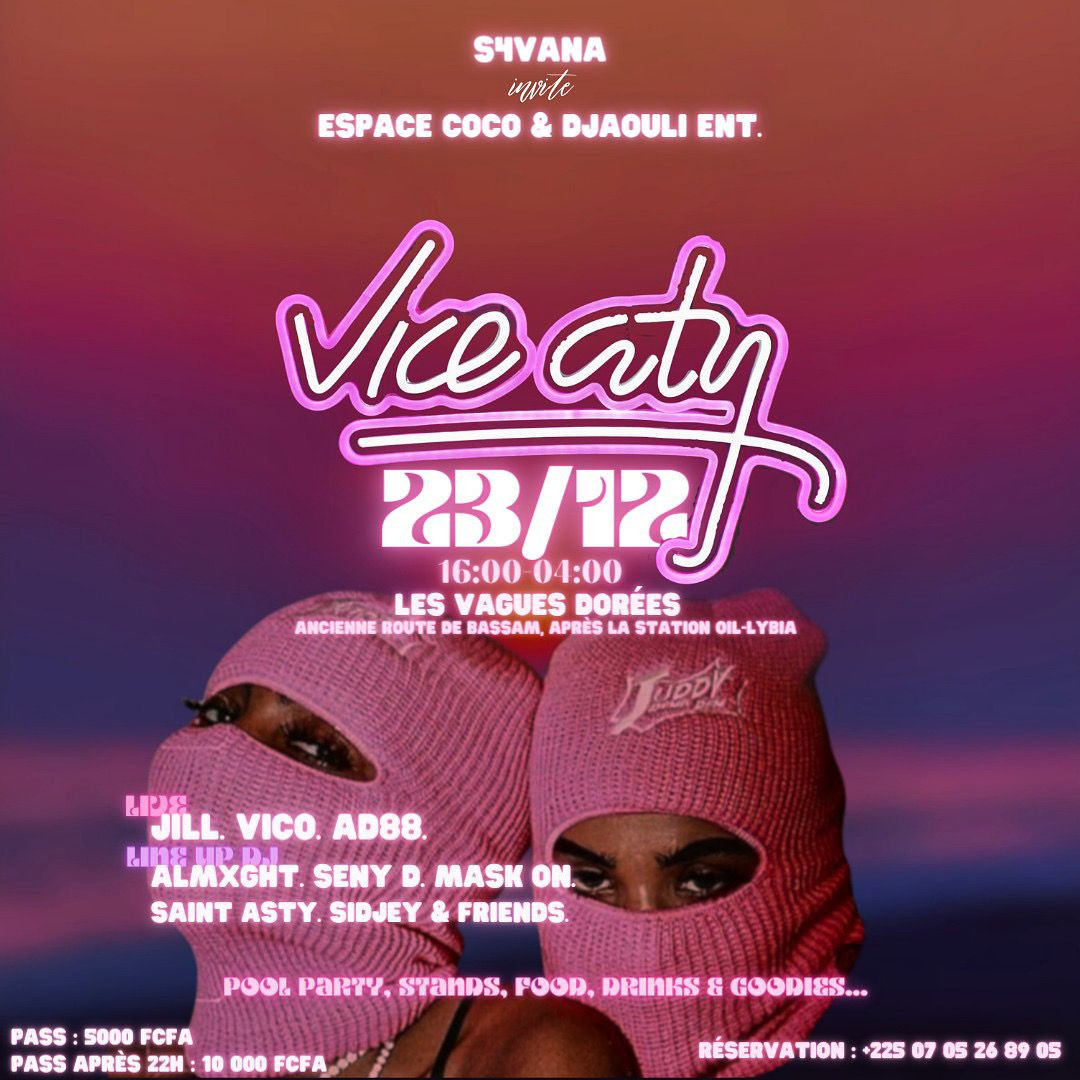 S4VANA
invite
ESPACE COCO & DJAOULI ENT.
Vice city
23/12
16:00-04:00
LES VAGUES DORÉES
ANCIENNE ROUTE DE BASSAM, APRÈS LA STATION OIL-LYBIA
JUDDY
LIVE
JILL. VICO. AD88.
LINE UP DJ
ALMXGHT. SENY D. MASK ON.
SAINT ASTY. SIDJEY & FRIENDS.
POOL PARTY, STANDS, FOOD, DRINKS & GOODIES...
PASS : 5000 FCFA
PASS APRÈS 22H : 10 000 FCFA
RÉSERVATION : +225 07 05 26 89 05